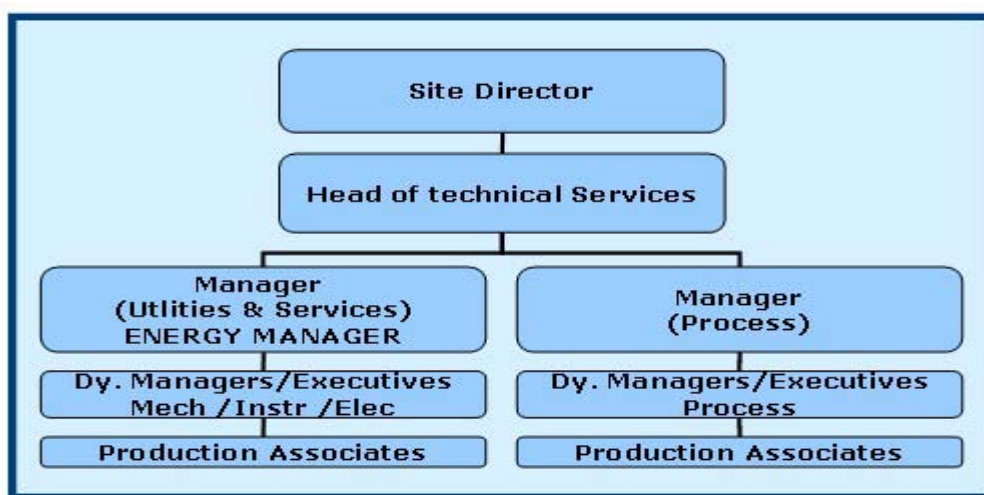 Site Director
Head of technical Services
Manager
(Utlities & Services)
ENERGY MANAGER
Manager
(Process)
Dy. Managers/Executives
Mech /Instr /Elec
Dy. Managers/Executives
Process
Production Associates
Production Associates